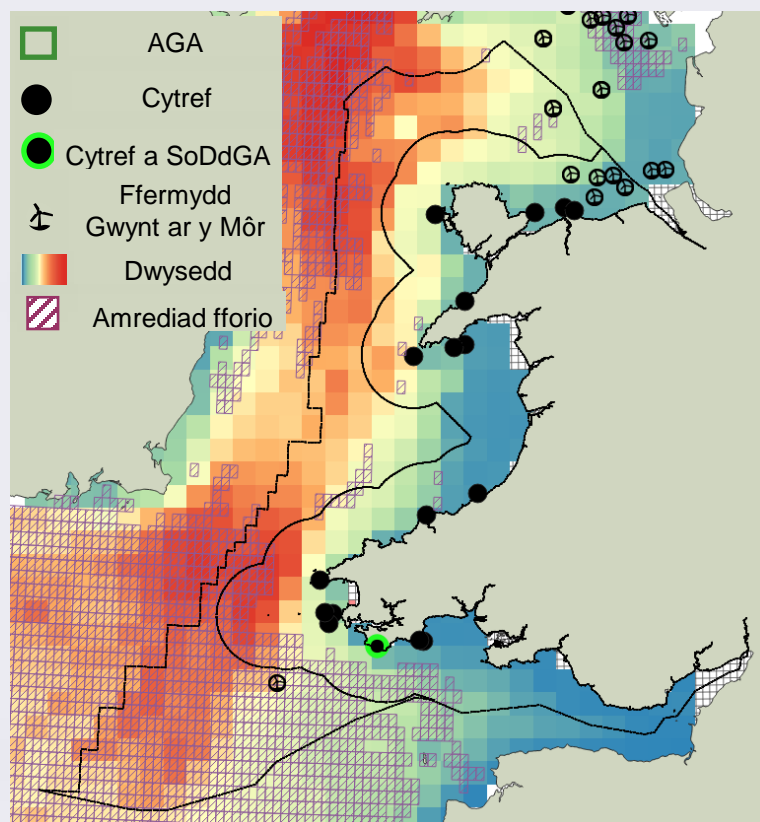 AGA
Cytref
Cytref a SoDdGA
Ffermydd
Gwynt ar y Môr
Dwysedd
Amrediad fforio